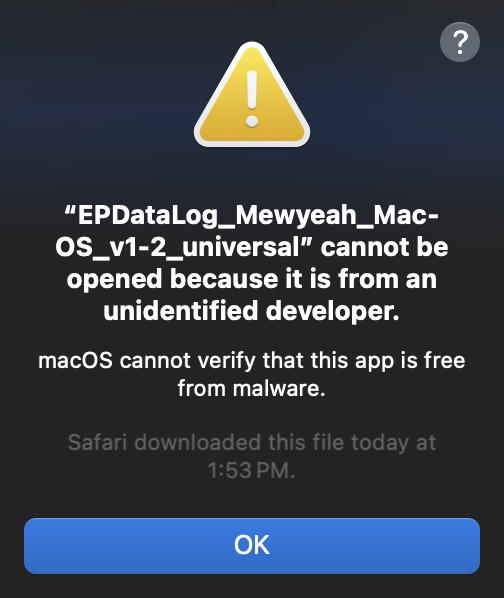 ?
“EPDataLog_Mewyeah_Mac-
OS_v1-2_universal” cannot be
opened because it is from an
unidentified developer.
macOS cannot verify that this app is free
from malware.
Safari downloaded this file today at
1:53 PM.
OK